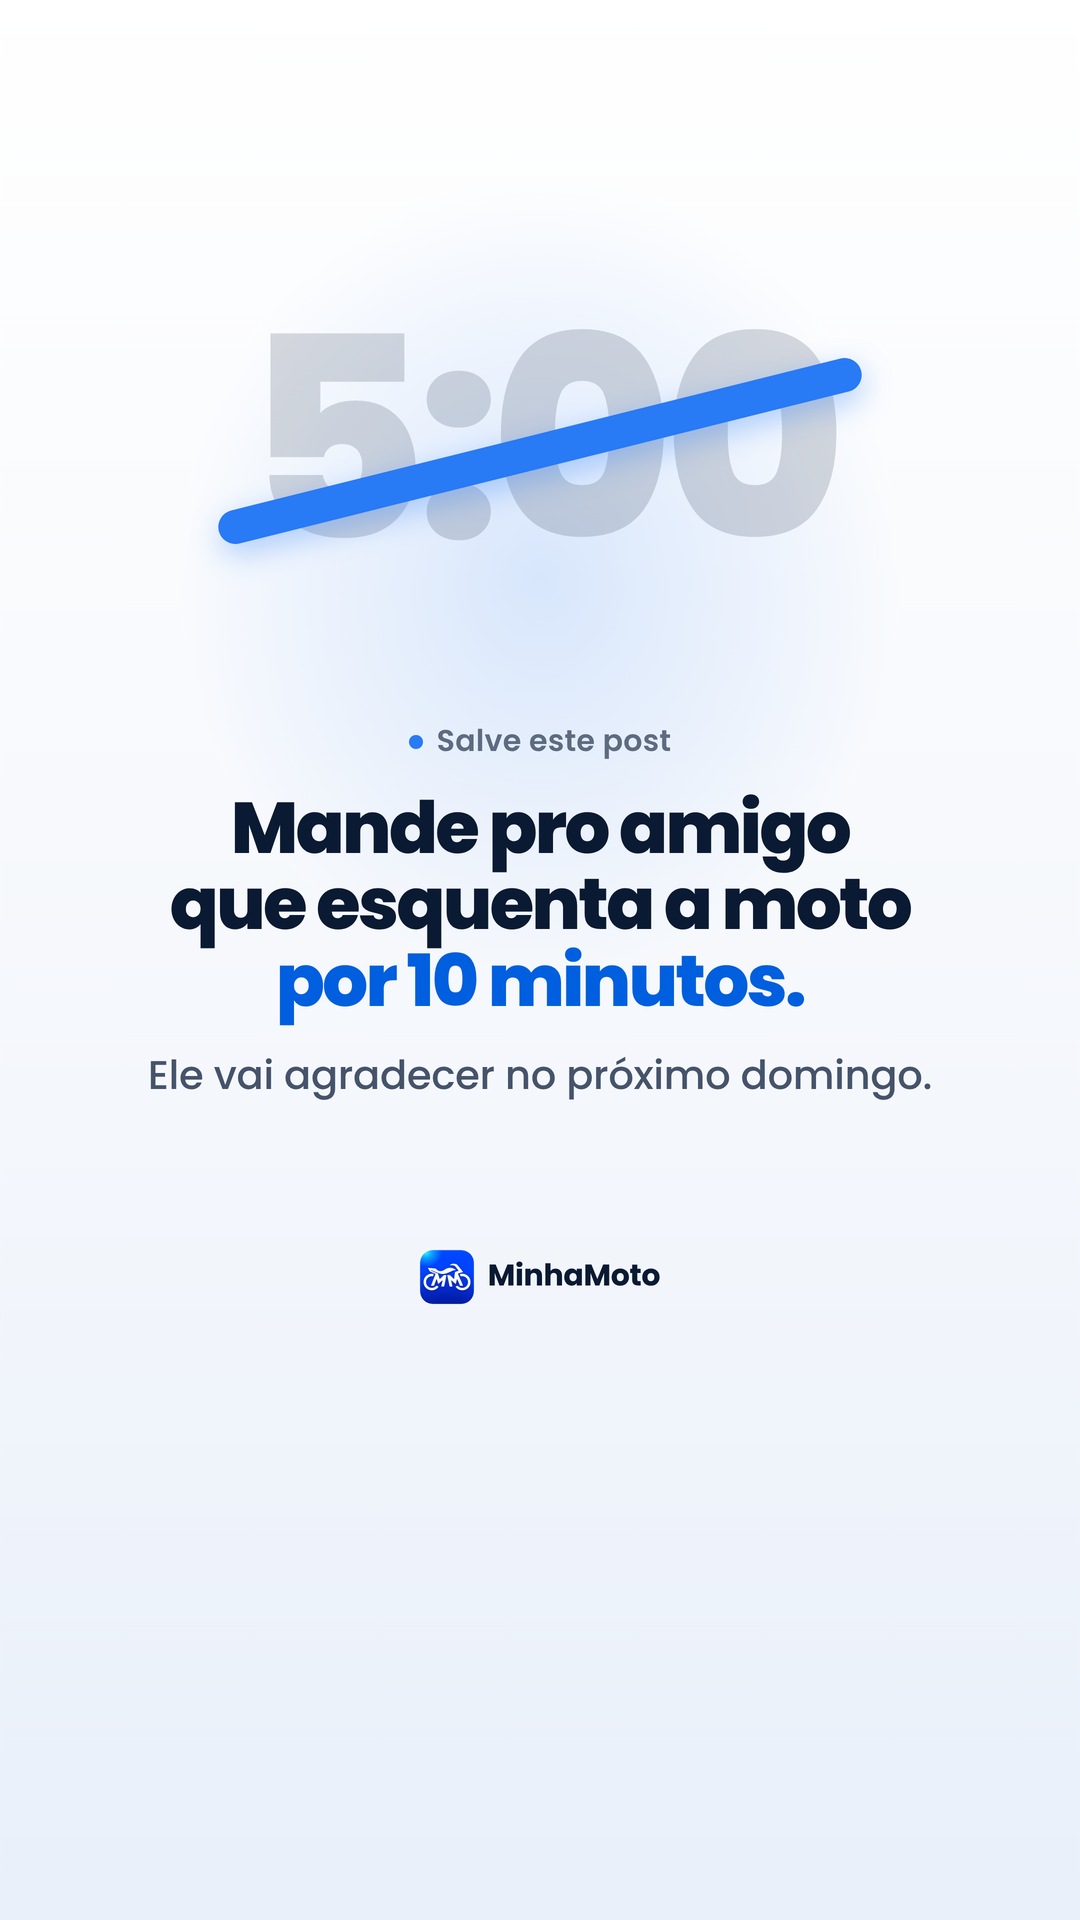 5:00
Salve este post
Mande pro amigo
que esquenta a moto
por 10 minutos.
Ele vai agradecer no próximo domingo.
MM MinhaMoto